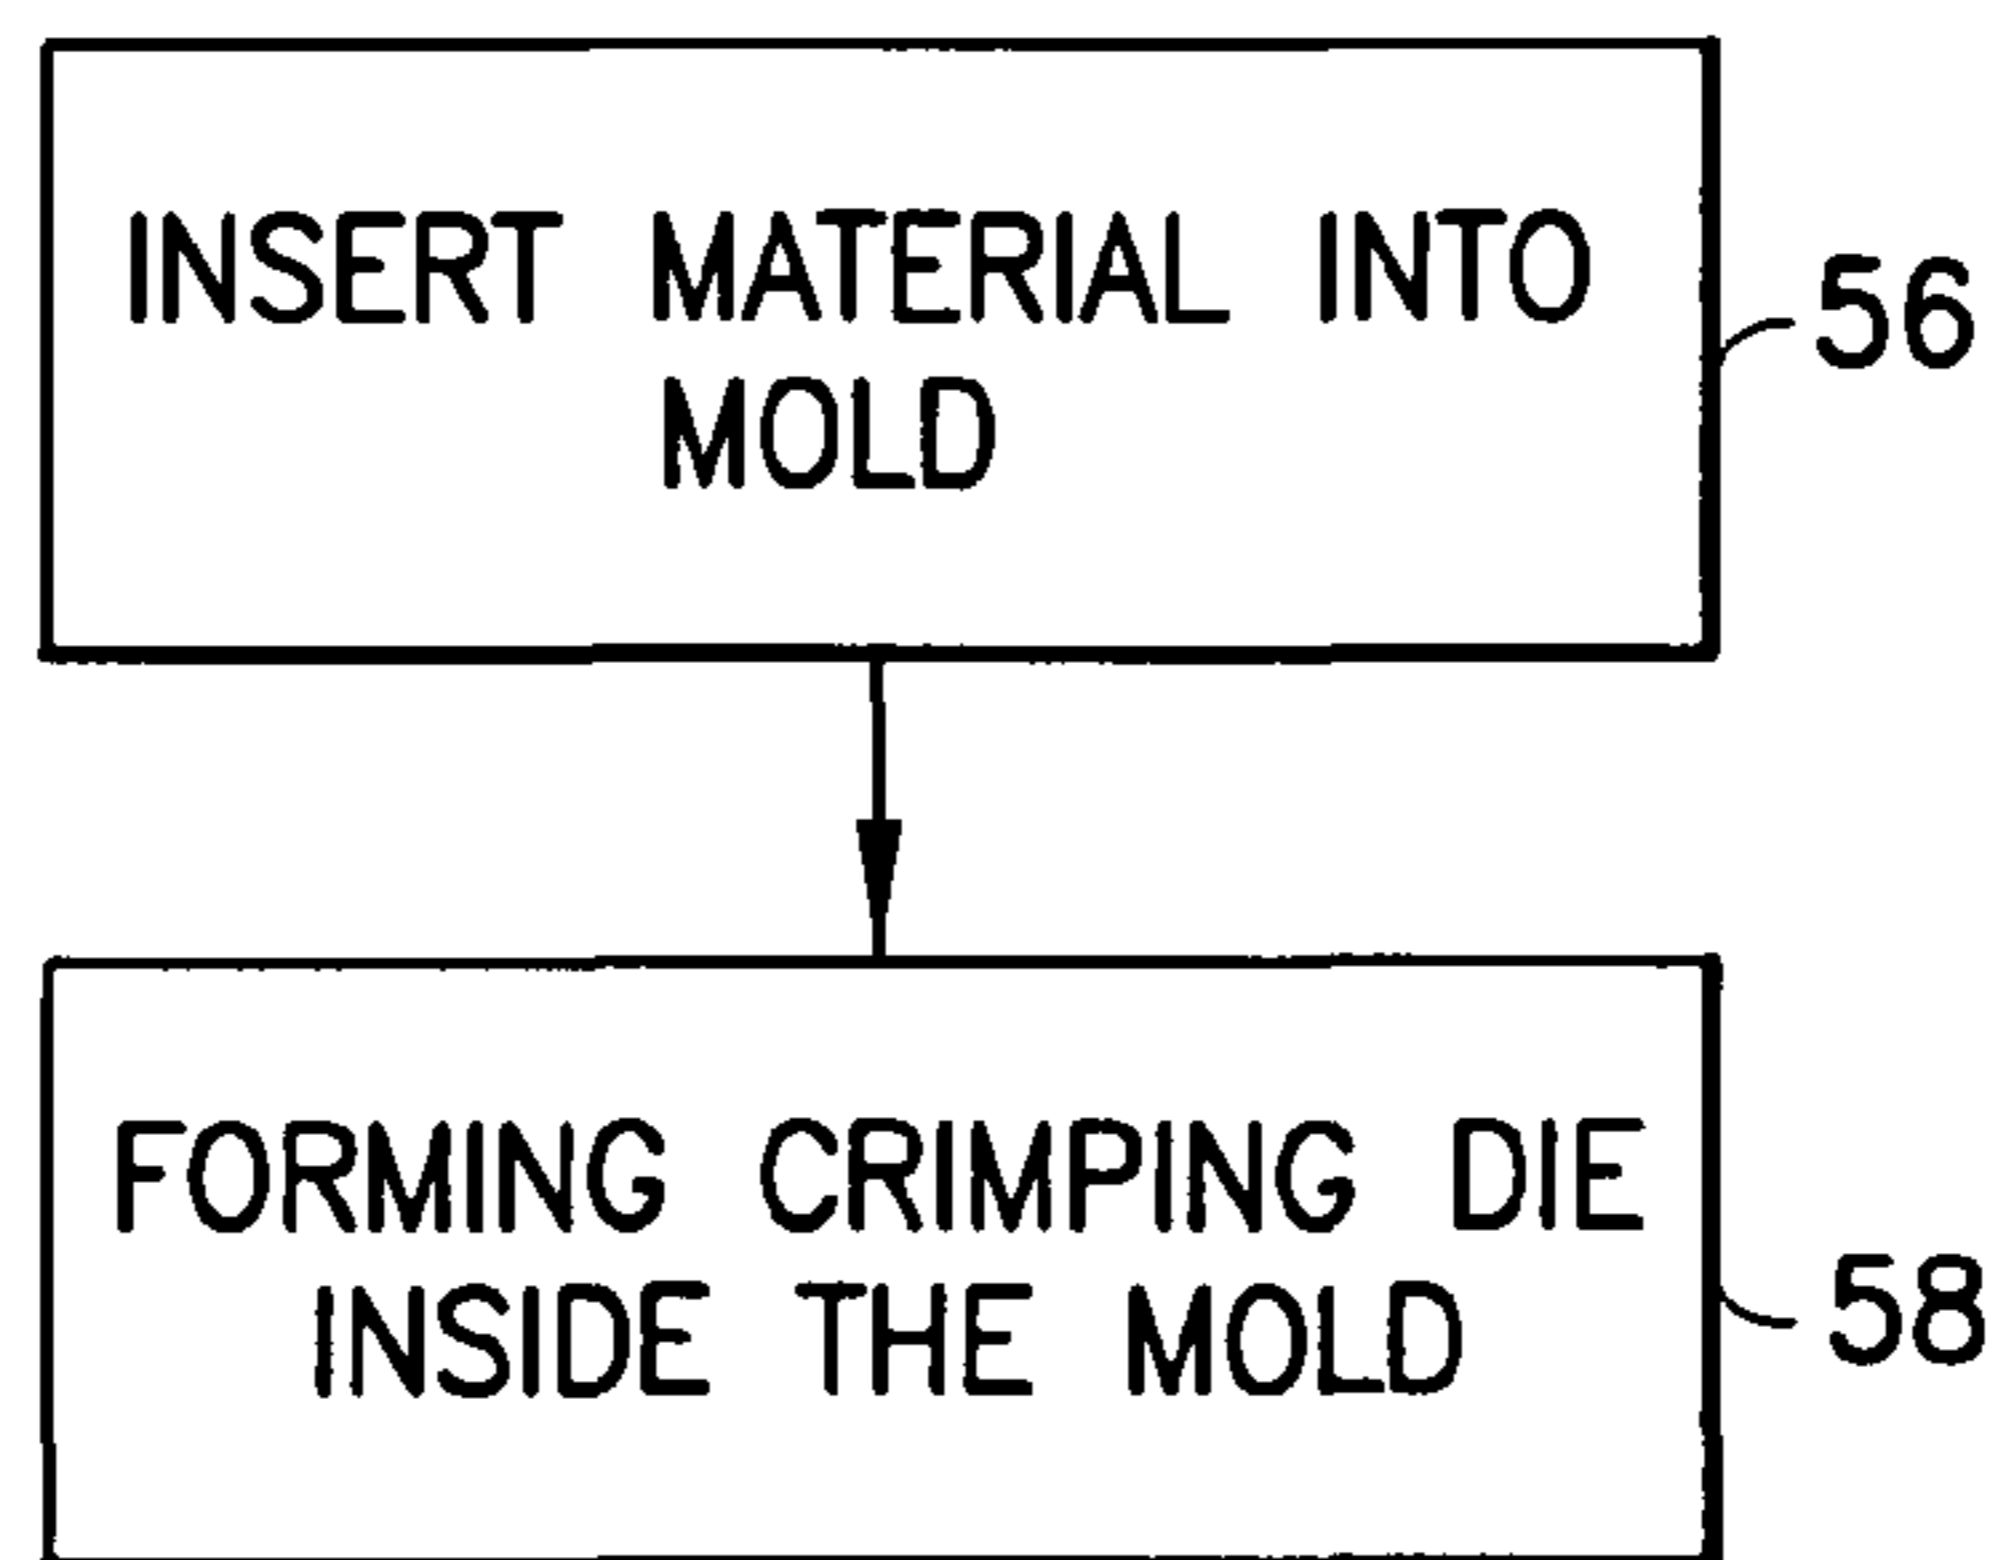 INSERT MATERIAL INTO
MOLD
56
FORMING CRIMPING DIE
INSIDE THE MOLD
58